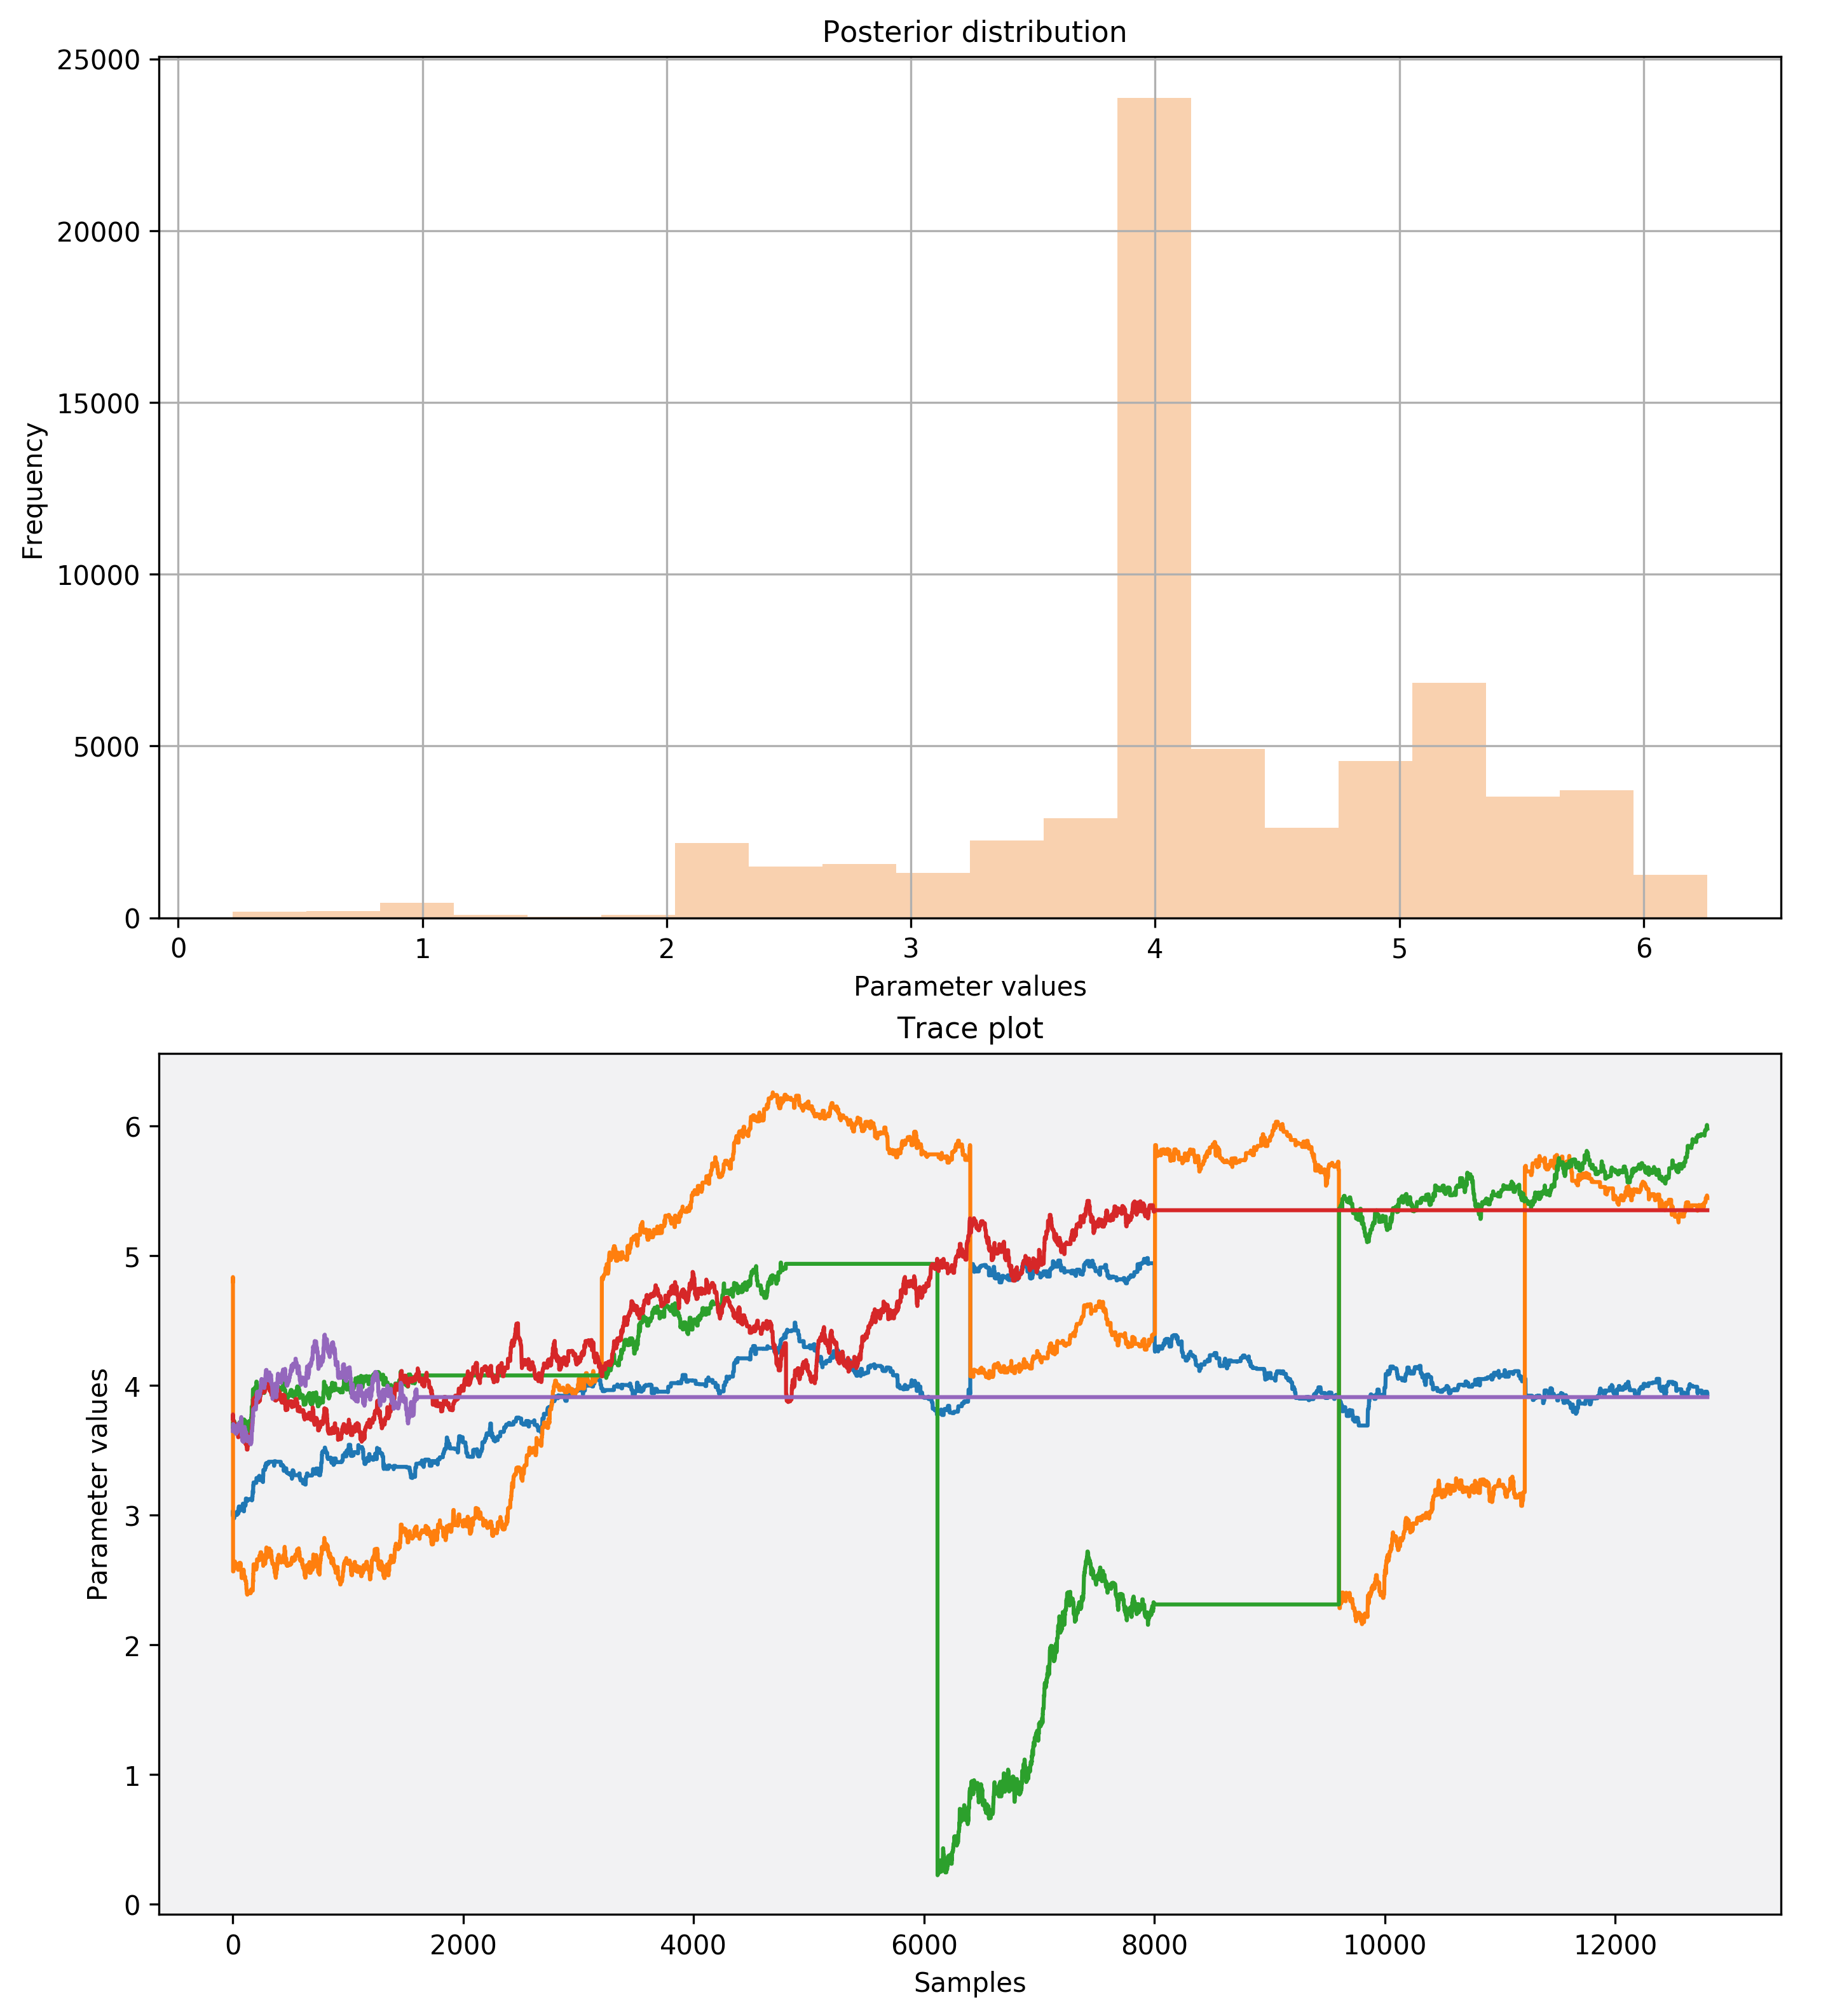 Posterior distribution
25000
20000
15000
10000
5000
0
Frequency
0 1 2 3 4 5 6
Parameter values
Trace plot
6
5
4
3
2
1
0
Parameter values
0 2000 4000 6000 8000 10000 12000
Samples